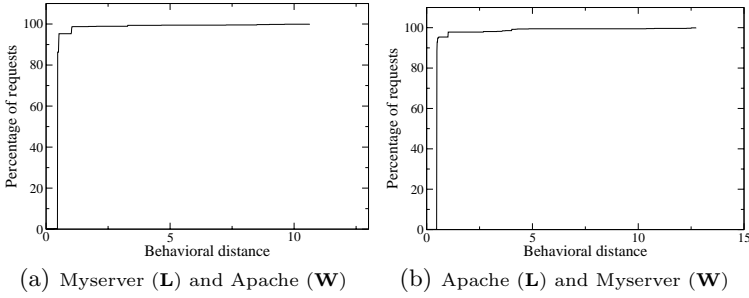 100
80
60
40
20
0
Percentage of requests
0 5 10
Behavioral distance
(a) Myserver (L) and Apache (W)
100
80
60
40
20
0
Percentage of requests
0 5 10 15
Behavioral distance
(b) Apache (L) and Myserver (W)